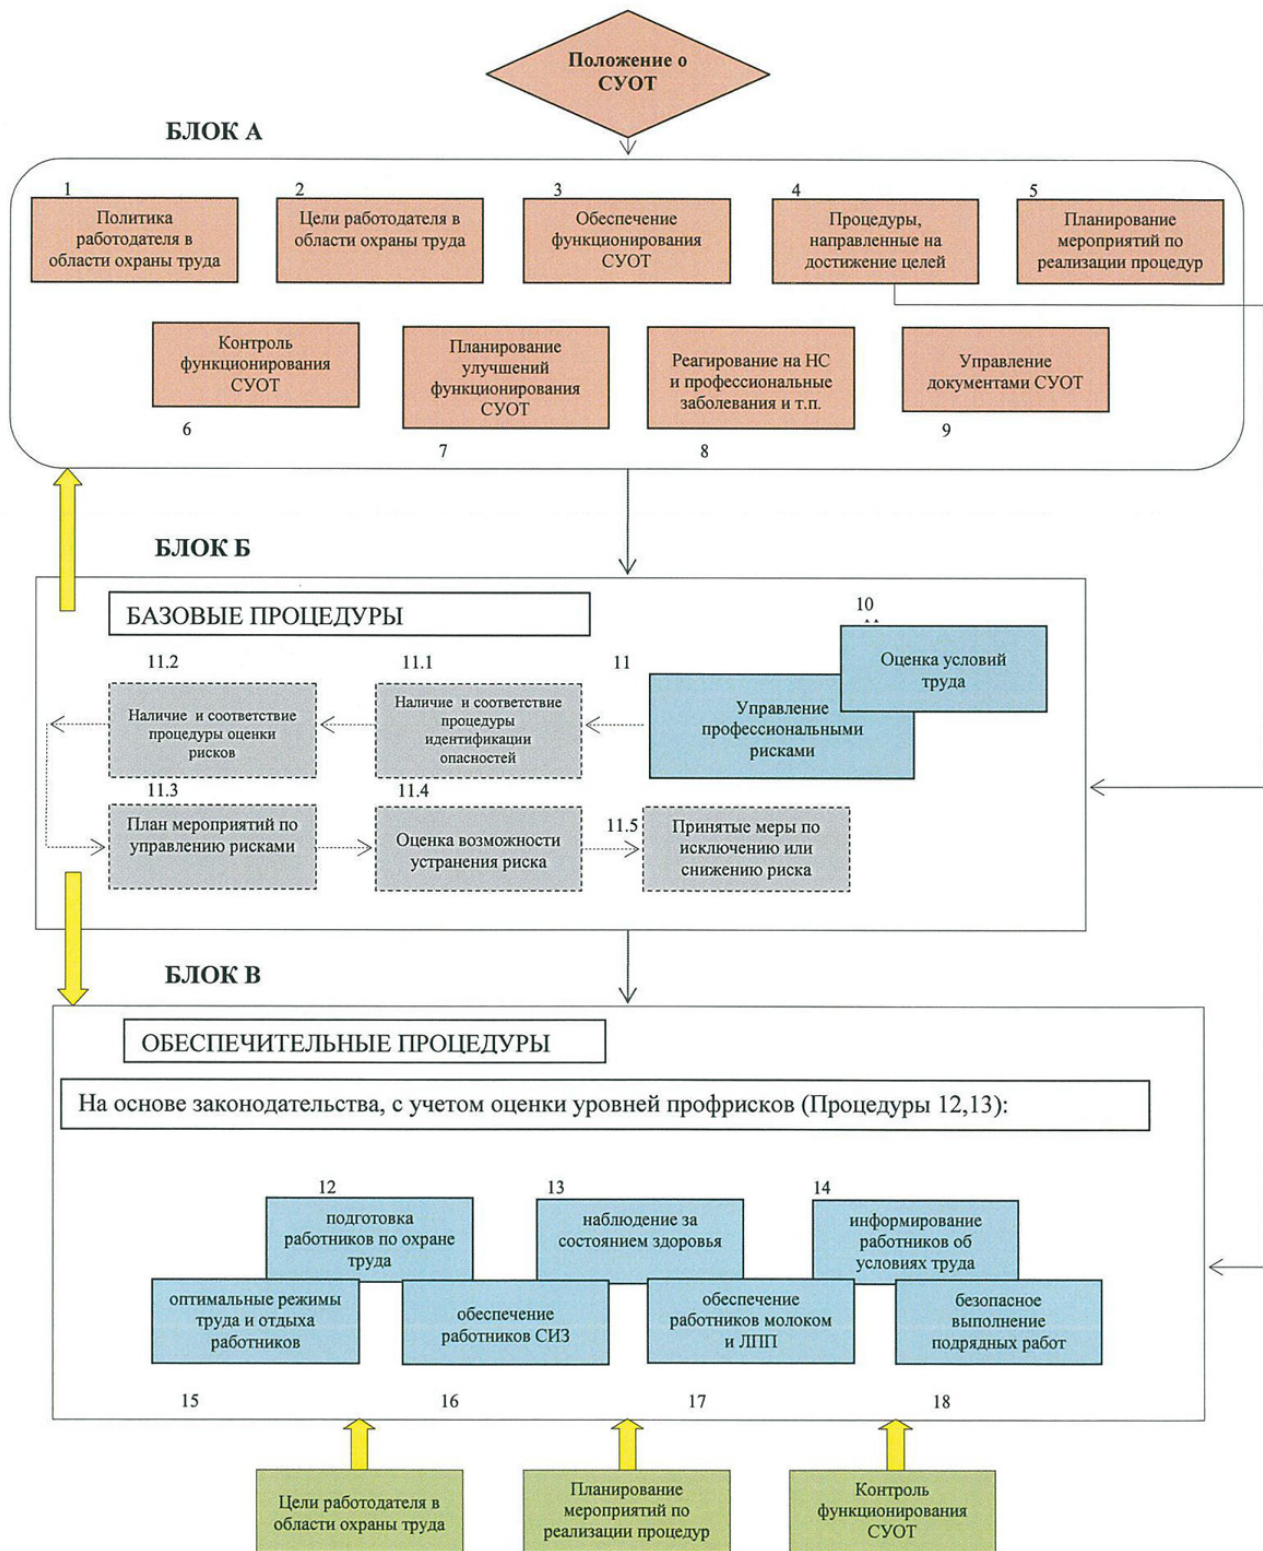 Положение о
СУОТ
БЛОК А
1
Политика
работодателя в
области охраны труда
2
Цели работодателя в
области охраны труда
3
Обеспечение
функционирования
СУОТ
4
Процедуры,
направленные на
достижение целей
5
Планирование
мероприятий по
реализации процедур
Контроль
функционирования
СУОТ
6
Планирование
улучшений
функционирования
СУОТ
7
Реагирование на НС
и профессиональные
заболевания и т.п.
8
Управление
документами СУОТ
9
БЛОК Б
БАЗОВЫЕ ПРОЦЕДУРЫ
10
Оценка условий
труда
11
Управление
профессиональными
рисками
11.1
Наличие и соответствие
процедуры
идентификации
опасностей
11.2
Наличие и соответствие
процедуры оценки
рисков
11.3
План мероприятий по
управлению рисками
11.4
Оценка возможности
устранения риска
11.5
Принятые меры по
исключению или
снижению риска
БЛОК В
ОБЕСПЕЧИТЕЛЬНЫЕ ПРОЦЕДУРЫ
На основе законодательства, с учетом оценки уровней профрисков (Процедуры 12,13):
12
подготовка
работников по охране
труда
13
наблюдение за
состоянием здоровья
14
информирование
работников об
условиях труда
оптимальные режимы
труда и отдыха
работников
15
обеспечение
работников СИЗ
16
обеспечение
работников молоком
и ЛПП
17
безопасное
выполнение
подрядных работ
18
Цели работодателя в
области охраны труда
Планирование
мероприятий по
реализации процедур
Контроль
функционирования
СУОТ